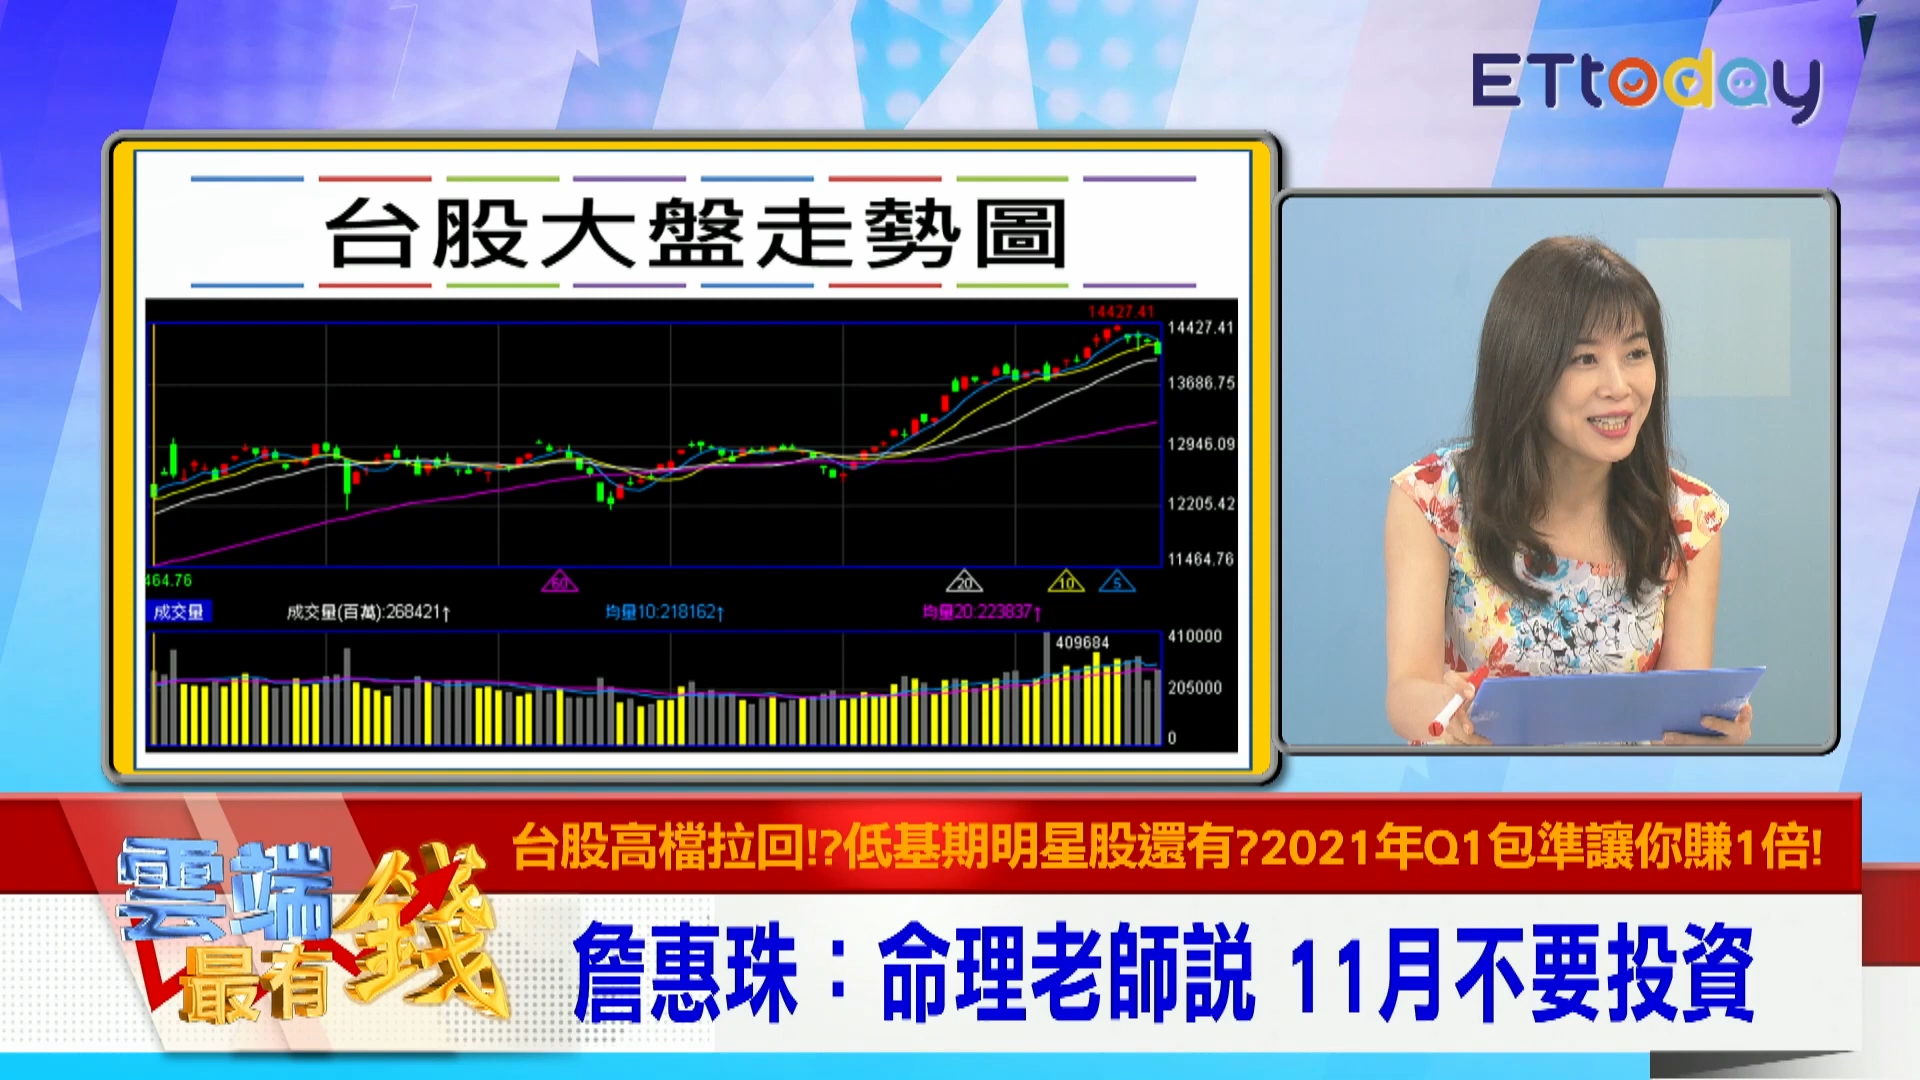 ETtoday
台股大盤走勢圖
14427.41
14427.41
13686.75
12946.09
12205.42
11464.76
464.76
60
20
10
5
成交量
成交量(百萬):268421↑
均量10:218162↑
均量20:223837↑
409684
410000
205000
0
台股高檔拉回!?低基期明星股還有?2021年Q1包準讓你賺1倍!
雲端
最有
錢
詹惠珠：命理老師説 11月不要投資